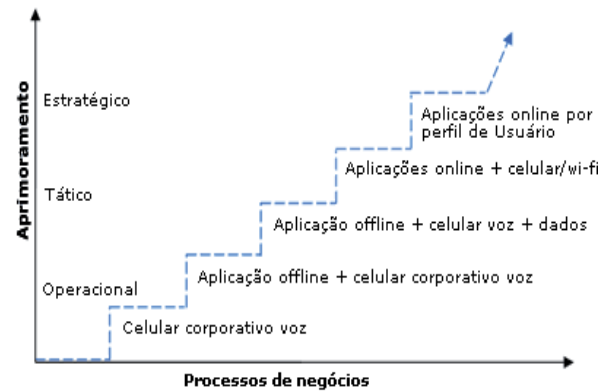 Aprimoramento
Estratégico
Tático
Operacional
Aplicações online por
perfil de Usuário
Aplicações online + celular/wi-fi
Aplicação offline + celular voz + dados
Aplicação offline + celular corporativo voz
Celular corporativo voz
Processos de negócios